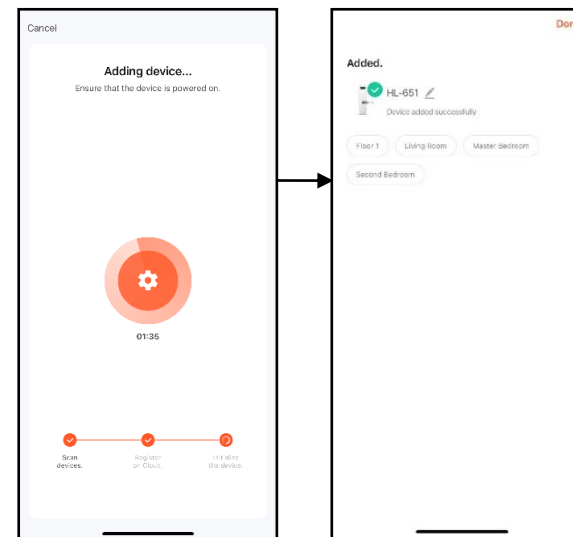 Cancel
Adding device...
Ensure that the device is powered on.
01:35
Scan
devices.
Register
on Cloud.
Initialize
the device.
Added.
HL-651
Device added successfully
Floor 1
Living Room
Master Bedroom
Second Bedroom